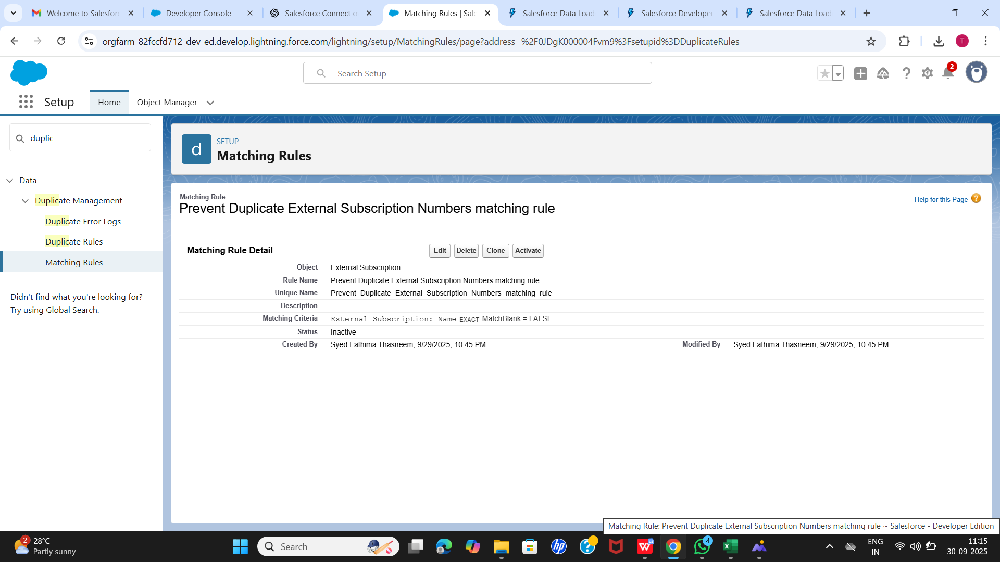 Welcome to Salesforc
Developer Console
Salesforce Connect o
Matching Rules | Sale
Salesforce Data Load
Salesforce Developer
Salesforce Data Load
orgfarm-82fccfd712-dev-ed.develop.lightning.force.com/lightning/setup/MatchingRules/page?address=%2F0JDgK000004Fvm9%3Fsetupid%3DDuplicateRules
T
Search Setup
2
Setup
Home
Object Manager
duplic
Data
Duplicate Management
Duplicate Error Logs
Duplicate Rules
Matching Rules
Didn't find what you're looking for?
Try using Global Search.
d
SETUP
Matching Rules
Matching Rule
Prevent Duplicate External Subscription Numbers matching rule
Help for this Page ?
Matching Rule Detail
Edit Delete Clone Activate
Object External Subscription
Rule Name Prevent Duplicate External Subscription Numbers matching rule
Unique Name Prevent_Duplicate_External_Subscription_Numbers_matching_rule
Description
Matching Criteria External Subscription: Name EXACT MatchBlank = FALSE
Status Inactive
Created By Syed Fathima Thasneem, 9/29/2025, 10:45 PM Modified By Syed Fathima Thasneem, 9/29/2025, 10:45 PM
Matching Rule: Prevent Duplicate External Subscription Numbers matching rule ~ Salesforce - Developer Edition
2
28°C
Partly sunny
Search
hp
?
W
4
ENG
IN
11:15
30-09-2025